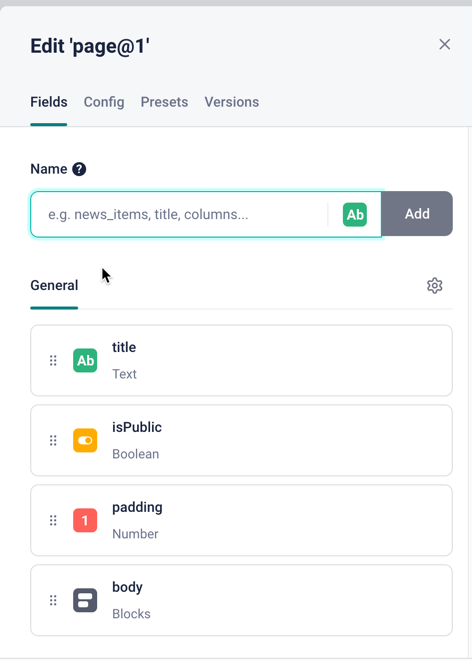 Edit 'page@1'
Fields Config Presets Versions
Name ?
e.g. news_items, title, columns... Ab Add
General
Ab title
Text
isPublic
Boolean
1 padding
Number
body
Blocks